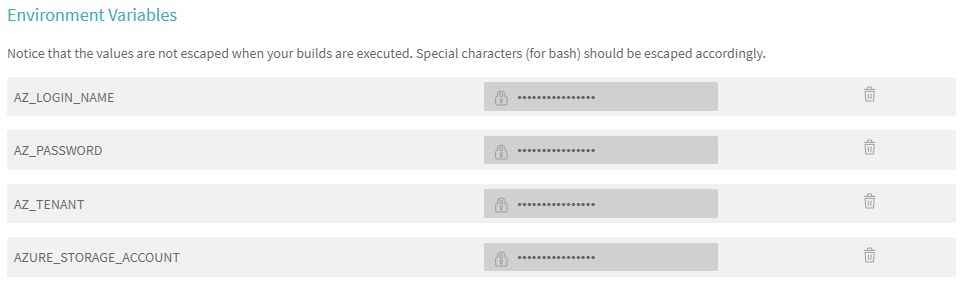 Environment Variables
Notice that the values are not escaped when your builds are executed. Special characters (for bash) should be escaped accordingly.
AZ_LOGIN_NAME ••••••••••••••••
AZ_PASSWORD ••••••••••••••••
AZ_TENANT ••••••••••••••••
AZURE_STORAGE_ACCOUNT ••••••••••••••••